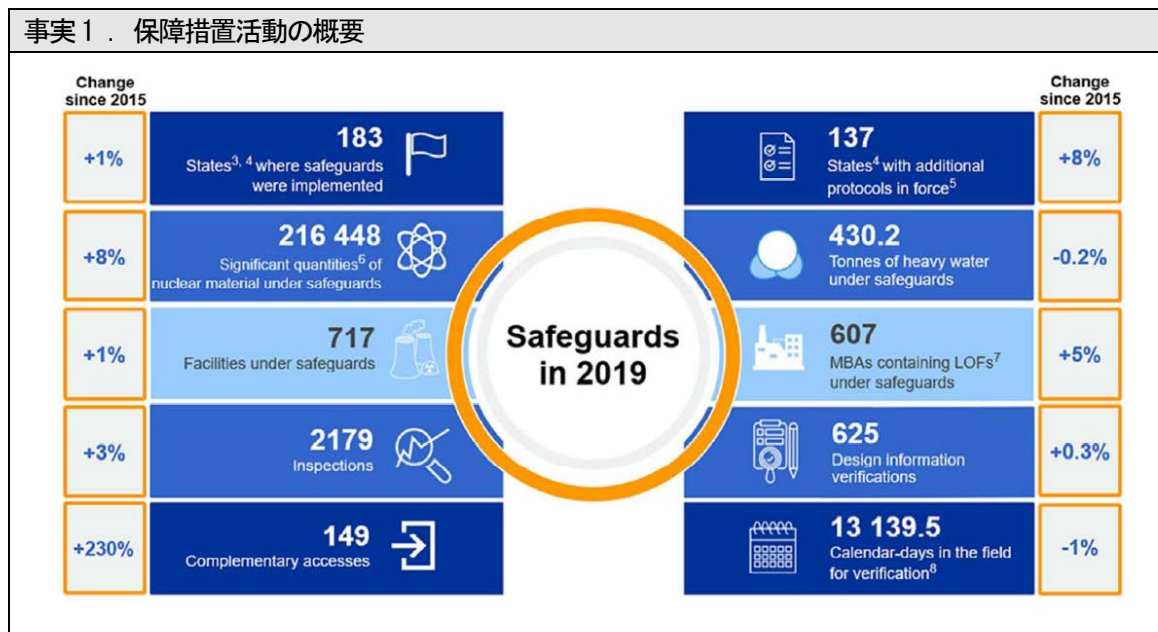 事実１．保障措置活動の概要
Change
since 2015
+1%
183
States3, 4 where safeguards
were implemented
+8%
216 448
Significant quantities6 of
nuclear material under safeguards
+1%
717
Facilities under safeguards
+3%
2179
Inspections
+230%
149
Complementary accesses
Safeguards
in 2019
Change
since 2015
137
States4 with additional
protocols in force5
+8%
430.2
Tonnes of heavy water
under safeguards
-0.2%
607
MBAs containing LOFs7
under safeguards
+5%
625
Design information
verifications
+0.3%
13 139.5
Calendar-days in the field
for verification8
-1%